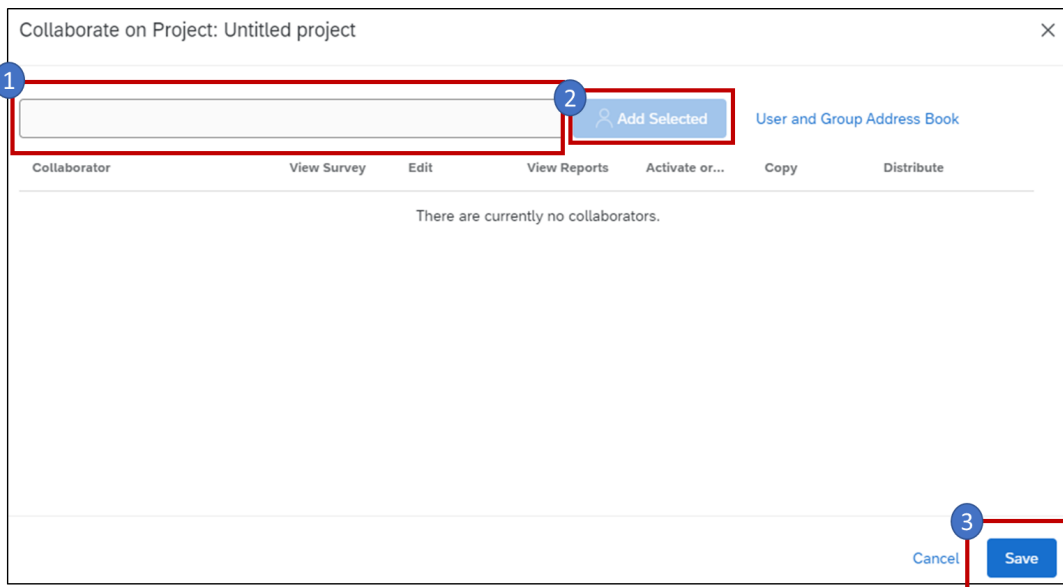 Collaborate on Project: Untitled project
1
2
Add Selected
User and Group Address Book
Collaborator View Survey Edit View Reports Activate or... Copy Distribute
There are currently no collaborators.
3
Cancel Save